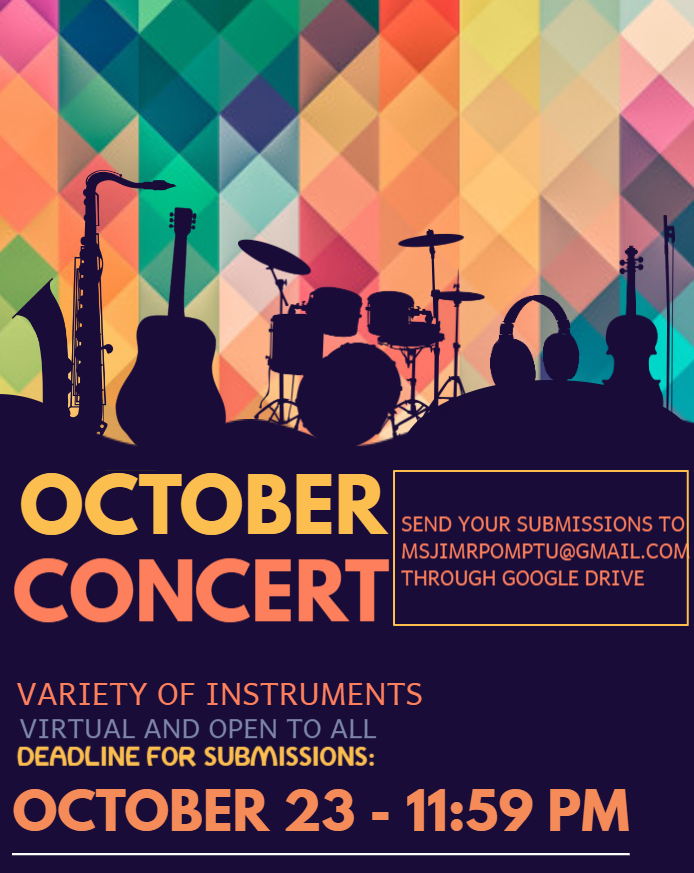 OCTOBER
CONCERT
SEND YOUR SUBMISSIONS TO
MSJIMRPOMPTU@GMAIL.COM
THROUGH GOOGLE DRIVE
VARIETY OF INSTRUMENTS
VIRTUAL AND OPEN TO ALL
DEADLINE FOR SUBMISSIONS:
OCTOBER 23 - 11:59 PM